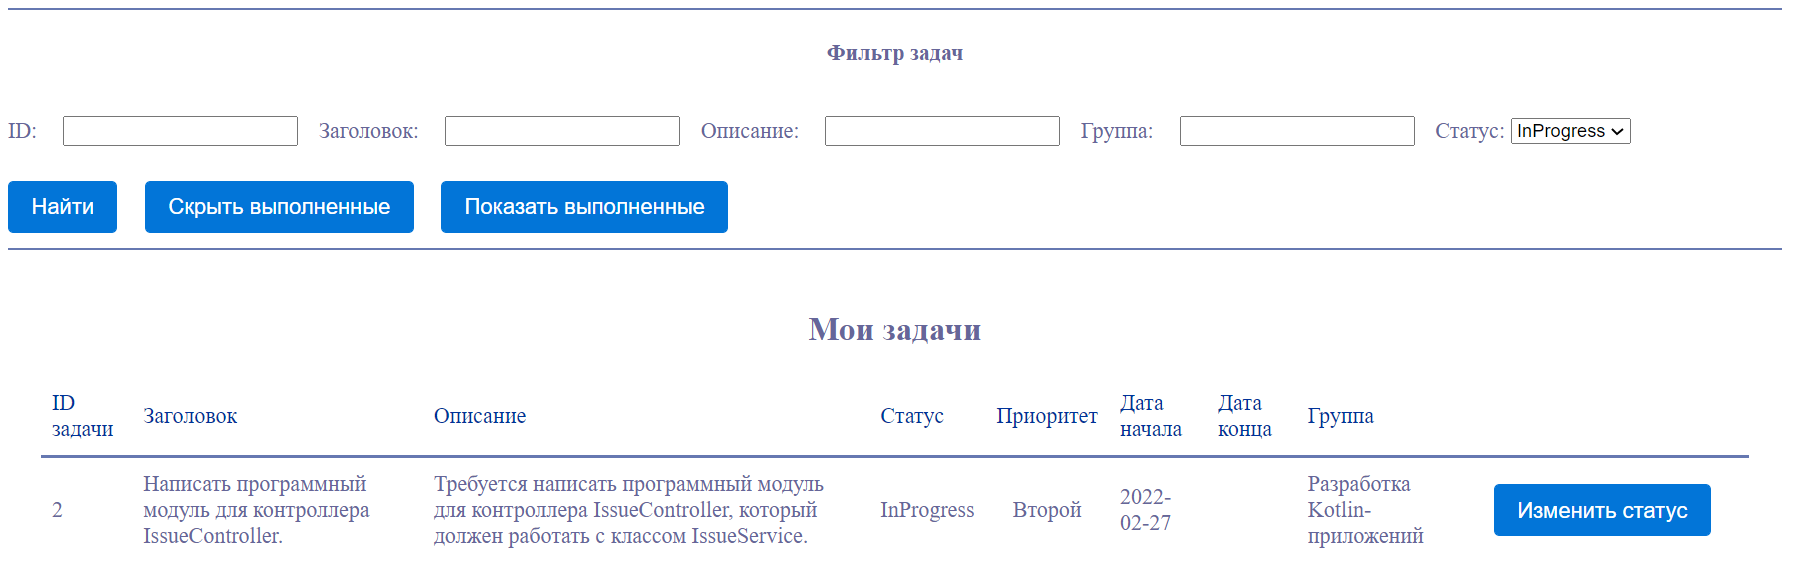 Фильтр задач
ID: Заголовок: Описание: Группа: Статус: InProgress
Найти Скрыть выполненные Показать выполненные
Мои задачи
ID задачи Заголовок Описание Статус Приоритет Дата начала Дата конца Группа
2
Написать программный
модуль для контроллера
IssueController.
Требуется написать программный модуль
для контроллера IssueController, который
должен работать с классом IssueService.
InProgress
Второй
2022-
02-27
Разработка
Kotlin-
приложений
Изменить статус